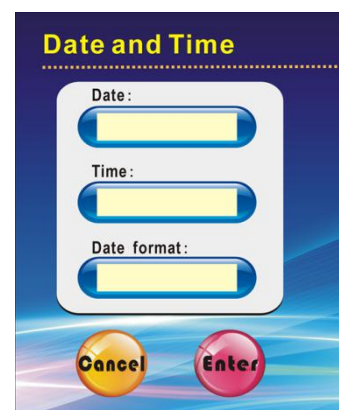 Date and Time
Date:
Time:
Date format:
Cancel Enter